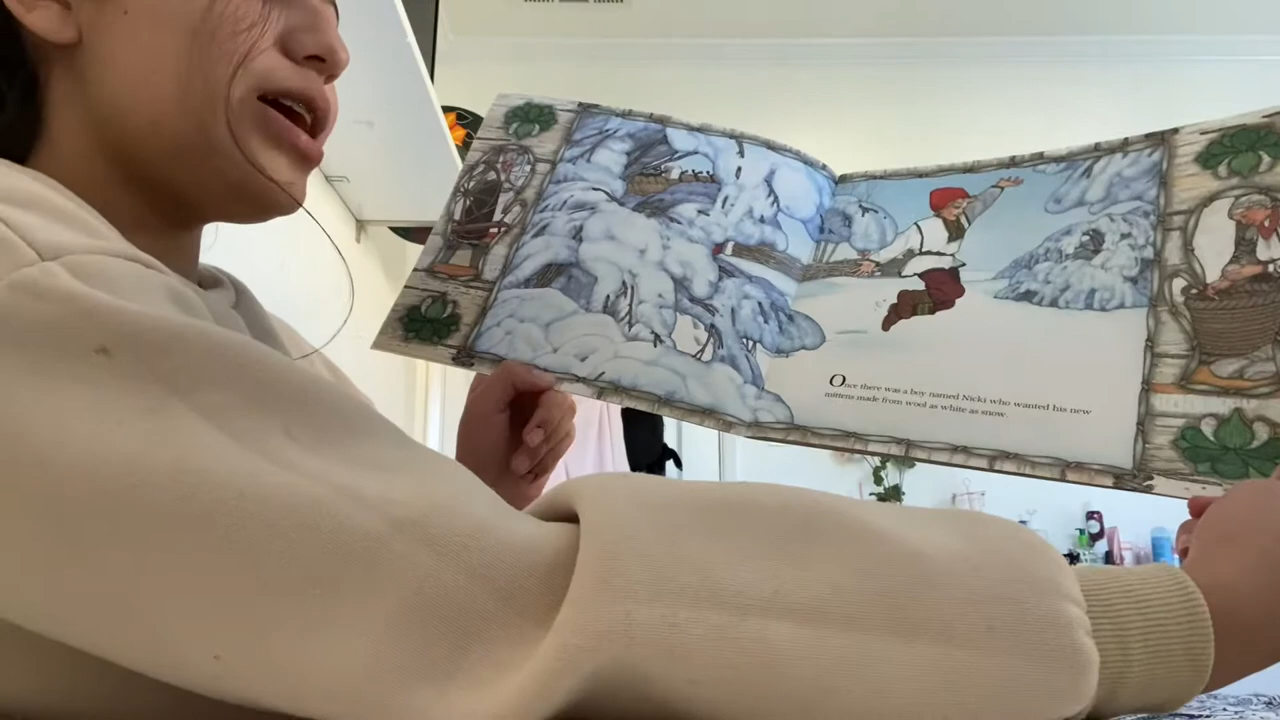 Once there was a boy named Nicki who wanted his new
mittens made from wool as white as snow.